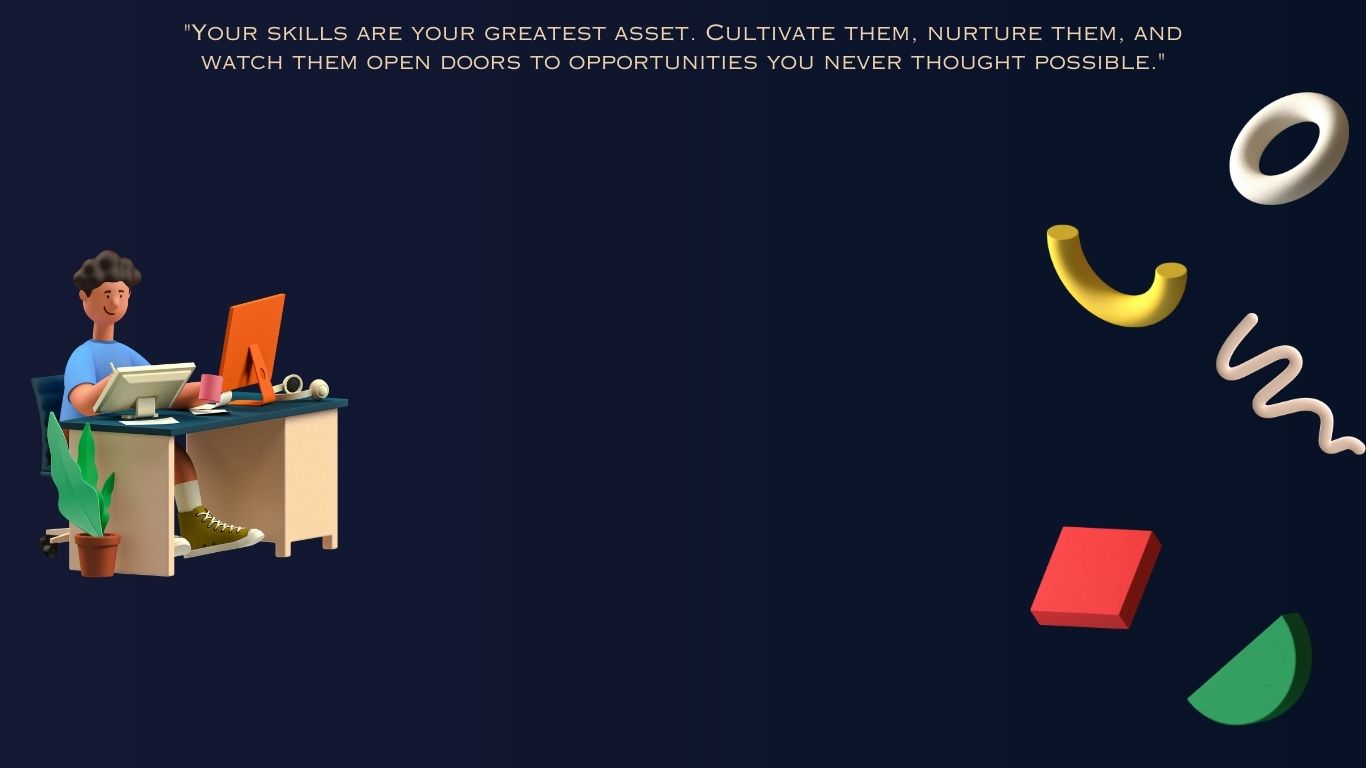 "Your skills are your greatest asset. Cultivate them, nurture them, and
watch them open doors to opportunities you never thought possible."